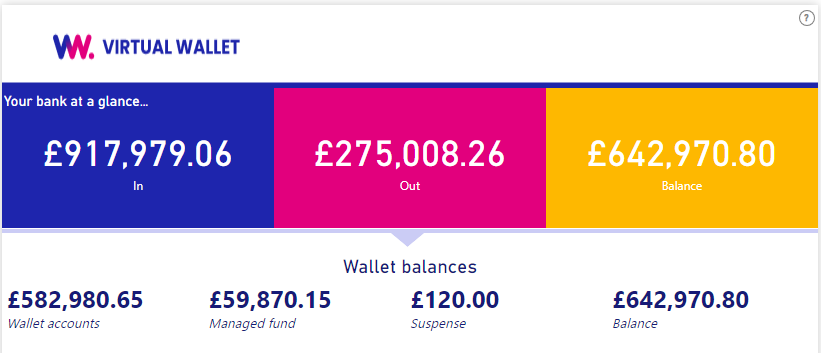 ?
W. VIRTUAL WALLET
Your bank at a glance...
£917,979.06
In
£275,008.26
Out
£642,970.80
Balance
Wallet balances
£582,980.65
Wallet accounts
£59,870.15
Managed fund
£120.00
Suspense
£642,970.80
Balance